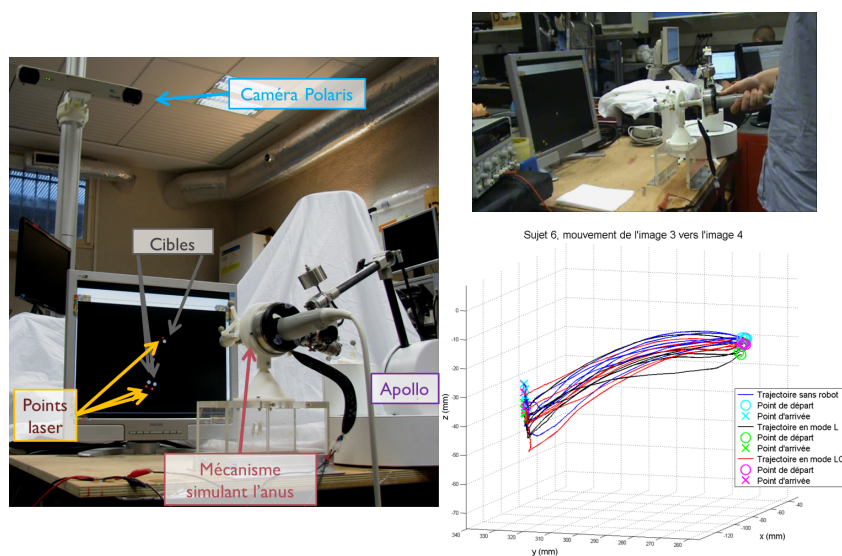 Caméra Polaris
Cibles
Points
laser
Apollo
Mécanisme
simulant l'anus
Sujet 6, mouvement de l'image 3 vers l'image 4
0
-10
-20
-30
-40
-50
-60
-70
z (mm)
340
330
320
310
300
290
280
270
260
y (mm)
-120
-100
-80
-60
-40
x (mm)
Trajectoire sans robot
Point de départ
Point d'arrivée
Trajectoire en mode L
Point de départ
Point d'arrivée
Trajectoire en mode LC
Point de départ
Point d'arrivée